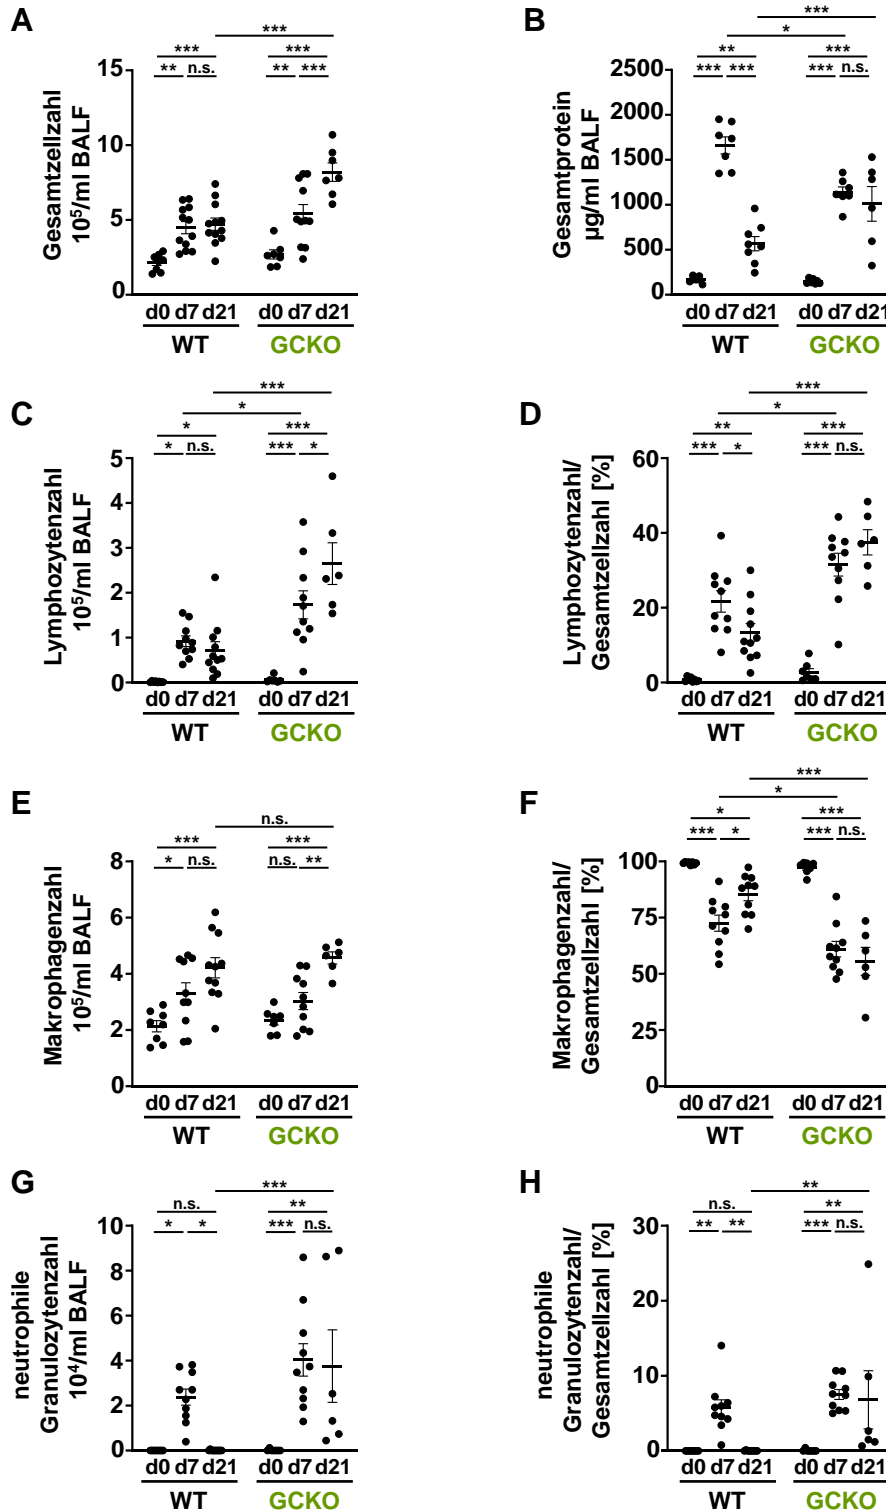 A
***
*** ***
** n.s. ** ***
Gesamtzellzahl
10⁵/ml BALF
15
10
5
0
d0 d7 d21 d0 d7 d21
WT GCKO
B
***
*
** ***
*** *** *** n.s.
Gesamtprotein
µg/ml BALF
2500
2000
1500
1000
500
0
d0 d7 d21 d0 d7 d21
WT GCKO
C
***
*
* ***
* n.s. *** *
Lymphozytenzahl
10⁵/ml BALF
5
4
3
2
1
0
d0 d7 d21 d0 d7 d21
WT GCKO
D
***
*
** ***
*** * *** n.s.
Lymphozytenzahl/
Gesamtzellzahl [%]
60
40
20
0
d0 d7 d21 d0 d7 d21
WT GCKO
E
n.s.
*** ***
* n.s. n.s. **
Makrophagenzahl
10⁵/ml BALF
8
6
4
2
0
d0 d7 d21 d0 d7 d21
WT GCKO
F
***
*
* ***
*** * *** n.s.
Makrophagenzahl/
Gesamtzellzahl [%]
100
75
50
25
0
d0 d7 d21 d0 d7 d21
WT GCKO
G
***
n.s. **
* * *** n.s.
neutrophile
Granulozytenzahl
10⁴/ml BALF
10
8
6
4
2
0
d0 d7 d21 d0 d7 d21
WT GCKO
H
**
n.s. **
** ** *** n.s.
neutrophile
Granulozytenzahl/
Gesamtzellzahl [%]
30
20
10
0
d0 d7 d21 d0 d7 d21
WT GCKO